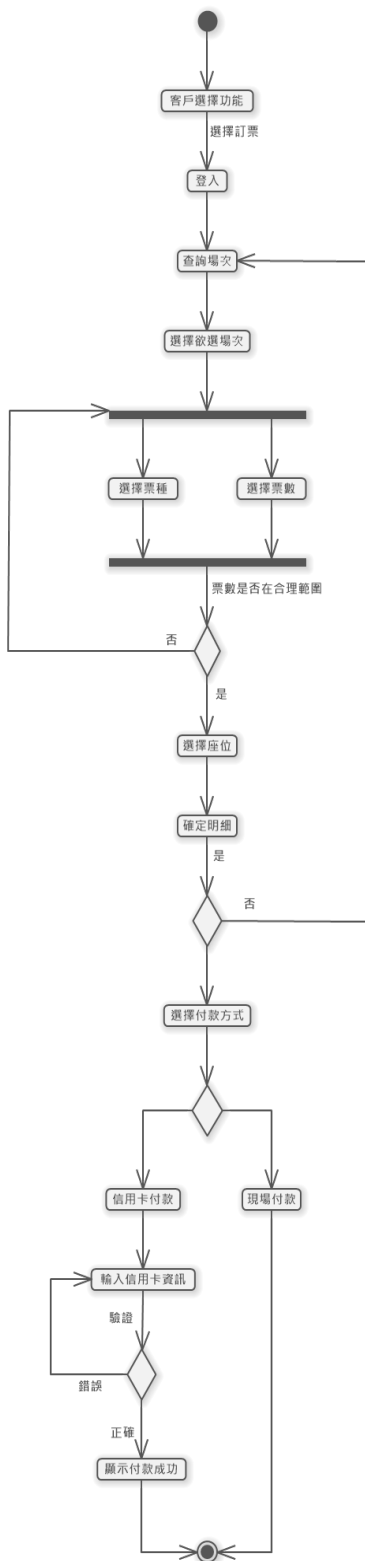 客戶選擇功能
選擇訂票
登入
查詢場次
選擇欲選場次
選擇票種
選擇票數
票數是否在合理範圍
否
是
選擇座位
確定明細
是
否
選擇付款方式
信用卡付款
現場付款
輸入信用卡資訊
驗證
錯誤
正確
顯示付款成功